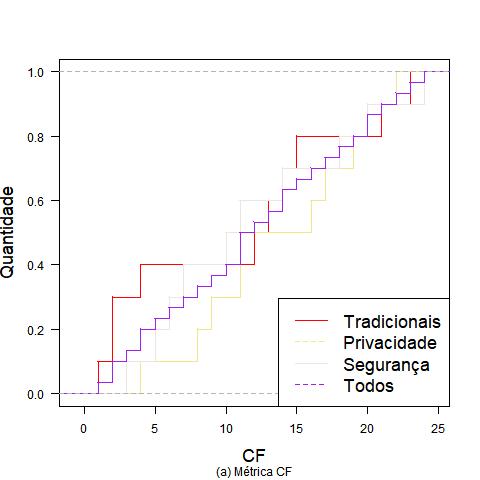 1.0
0.8
0.6
0.4
0.2
0.0
Quantidade
Tradicionais
Privacidade
Segurança
Todos
0 5 10 15 20 25
CF
(a) Métrica CF